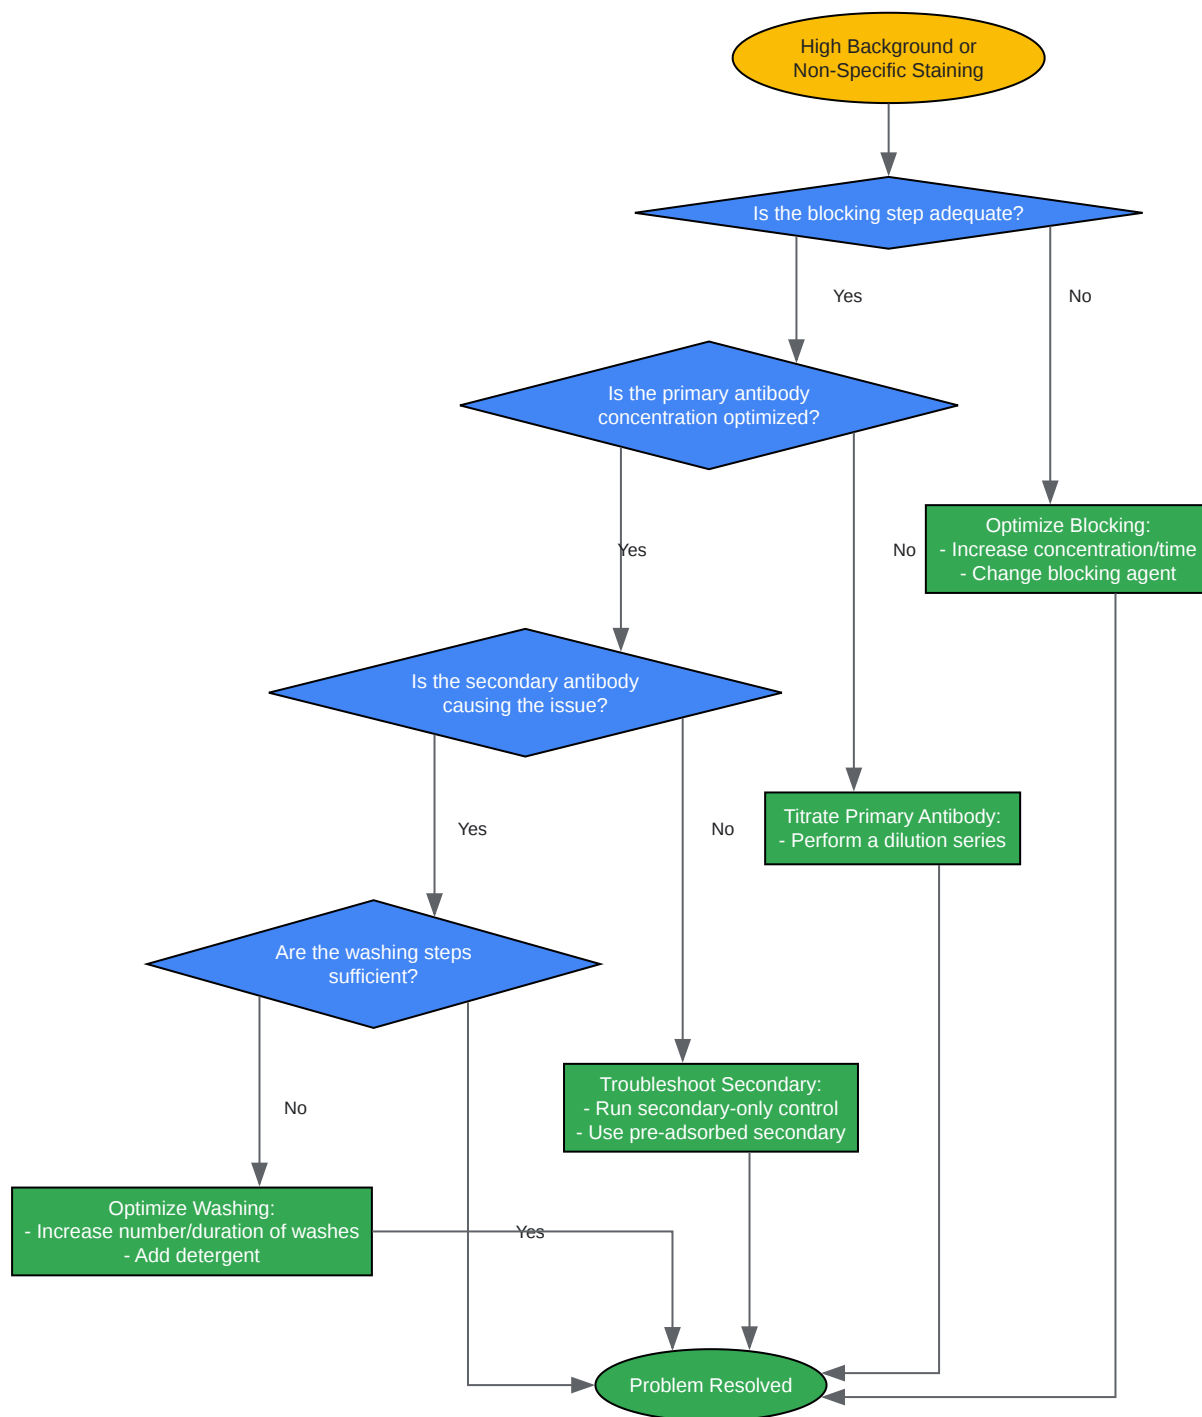 High Background or
Non-Specific Staining
Is the blocking step adequate?
Yes
No
Is the primary antibody
concentration optimized?
Yes
No
Optimize Blocking:
- Increase concentration/time
- Change blocking agent
Is the secondary antibody
causing the issue?
Yes
No
Titrate Primary Antibody:
- Perform a dilution series
Are the washing steps
sufficient?
No
Yes
Troubleshoot Secondary:
- Run secondary-only control
- Use pre-adsorbed secondary
Optimize Washing:
- Increase number/duration of washes
- Add detergent
Problem Resolved